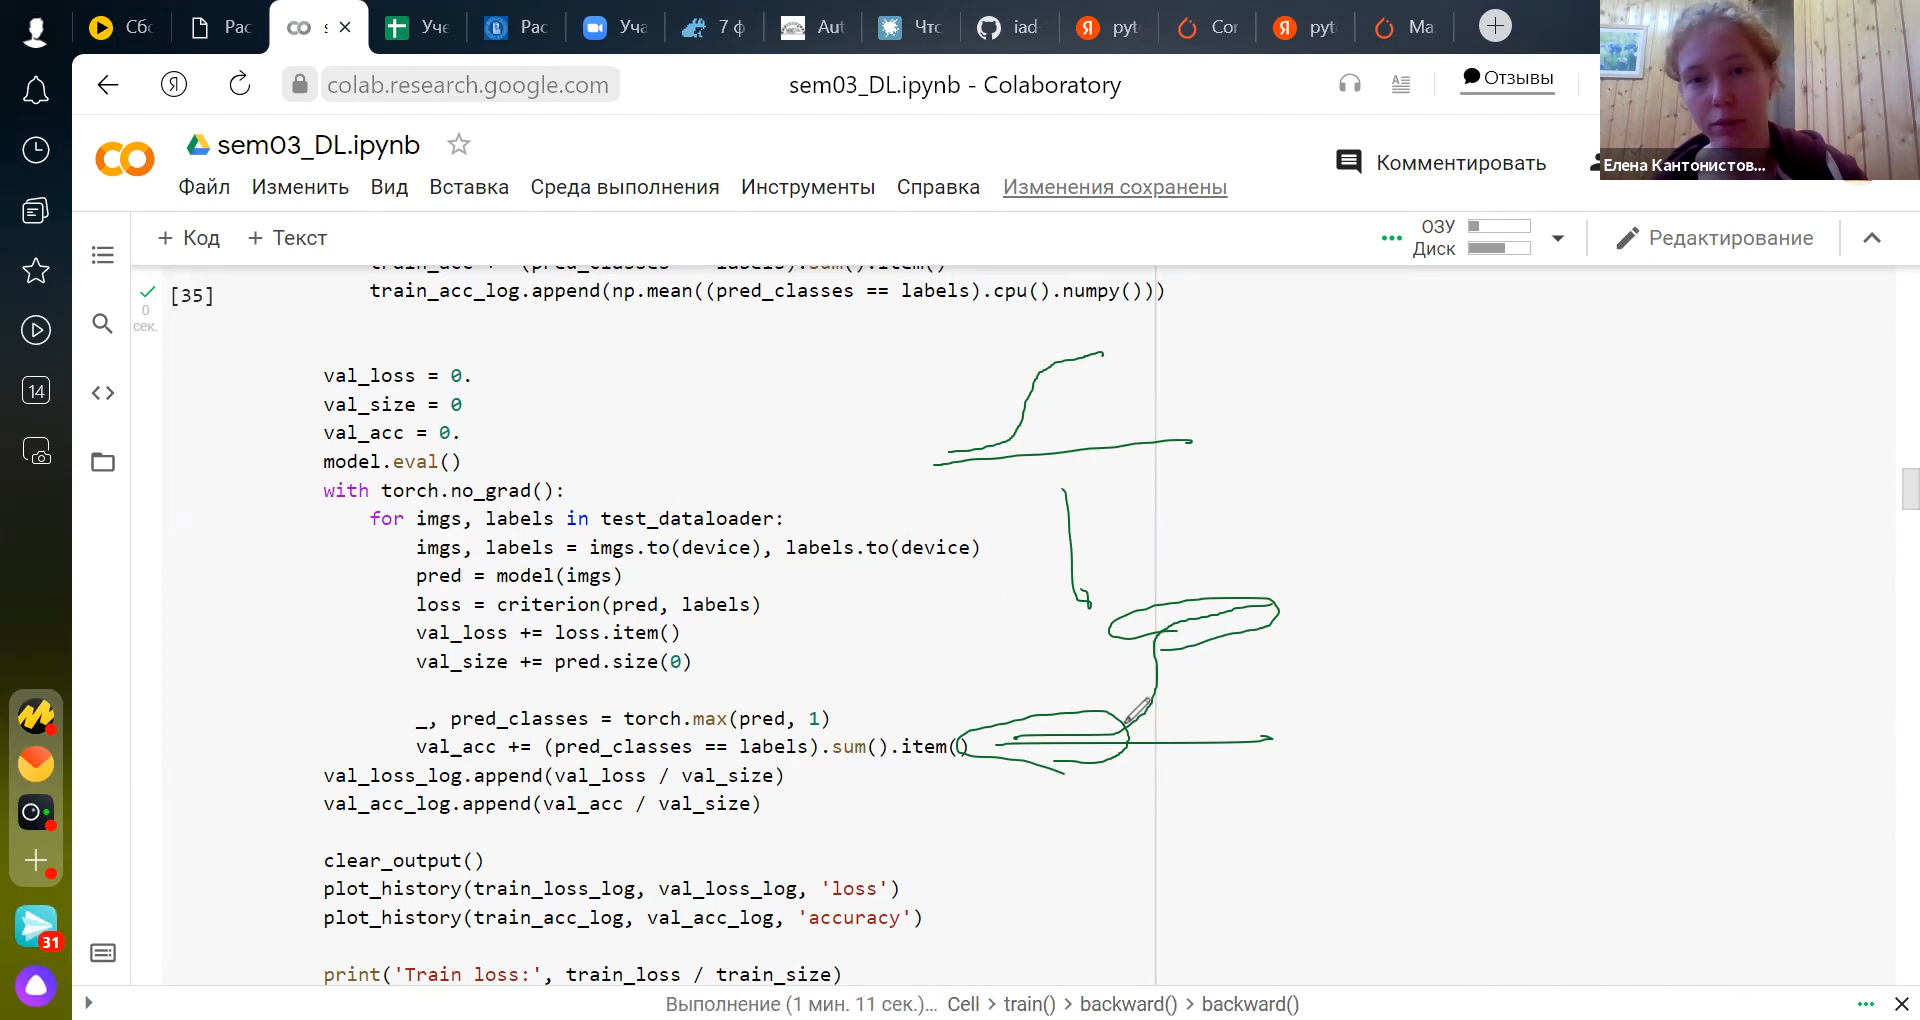 Сбо
Рас
s
Уче
Рас
Уча
7 ф
Aut
Что
iad
pyt
Cor
pyt
Ma
colab.research.google.com
sem03_DL.ipynb - Colaboratory
Отзывы
sem03_DL.ipynb
Комментировать
Елена Кантонистов...
Файл Изменить Вид Вставка Среда выполнения Инструменты Справка Изменения сохранены
+ Код + Текст
ОЗУ
Диск
Редактирование
[35]
0
сек.
train_acc_log.append(np.mean((pred_classes == labels).cpu().numpy()))
val_loss = 0.
val_size = 0
val_acc = 0.
model.eval()
with torch.no_grad():
for imgs, labels in test_dataloader:
imgs, labels = imgs.to(device), labels.to(device)
pred = model(imgs)
loss = criterion(pred, labels)
val_loss += loss.item()
val_size += pred.size(0)
_, pred_classes = torch.max(pred, 1)
val_acc += (pred_classes == labels).sum().item()
val_loss_log.append(val_loss / val_size)
val_acc_log.append(val_acc / val_size)
clear_output()
plot_history(train_loss_log, val_loss_log, 'loss')
plot_history(train_acc_log, val_acc_log, 'accuracy')
print('Train loss:', train_loss / train_size)
14
31
Выполнение (1 мин. 11 сек.)... Cell > train() > backward() > backward()